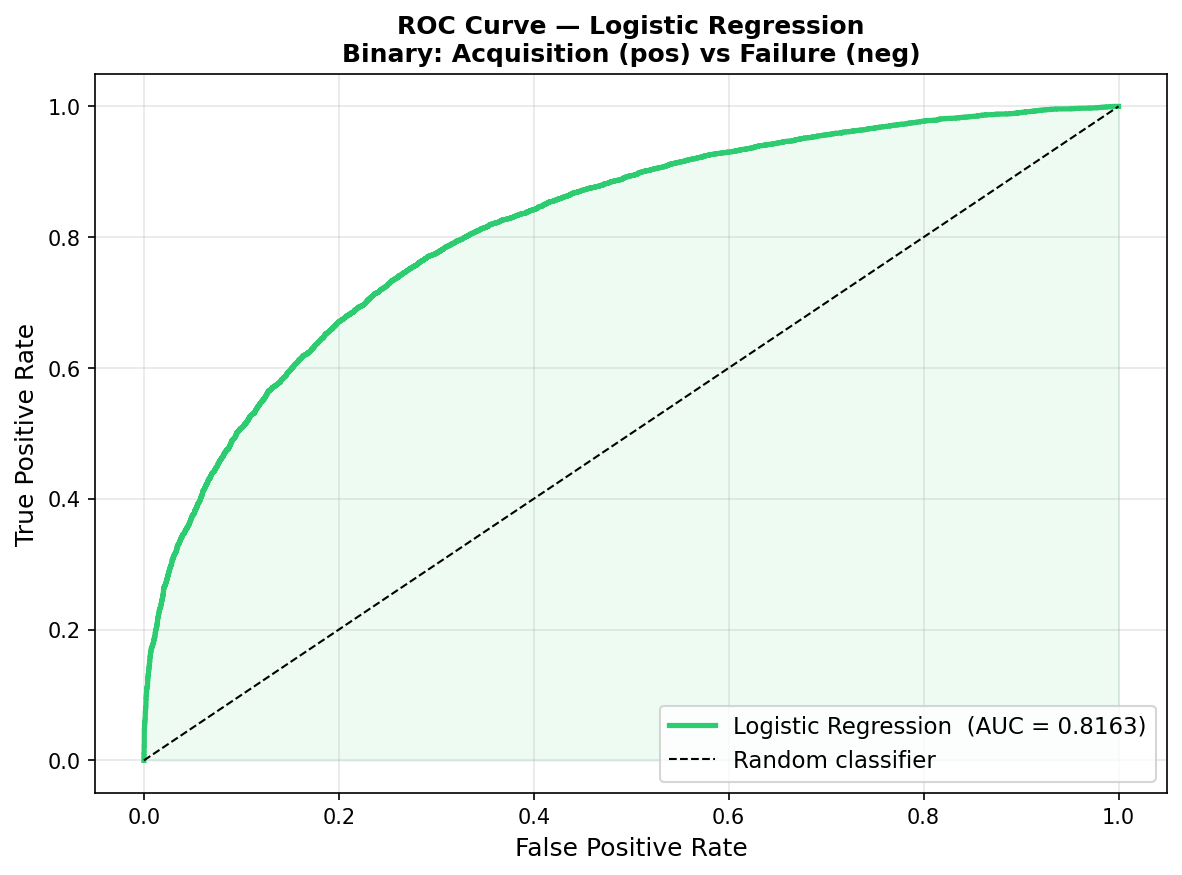 ROC Curve — Logistic Regression
Binary: Acquisition (pos) vs Failure (neg)
True Positive Rate
1.0
0.8
0.6
0.4
0.2
0.0
Logistic Regression (AUC = 0.8163)
Random classifier
0.0 0.2 0.4 0.6 0.8 1.0
False Positive Rate